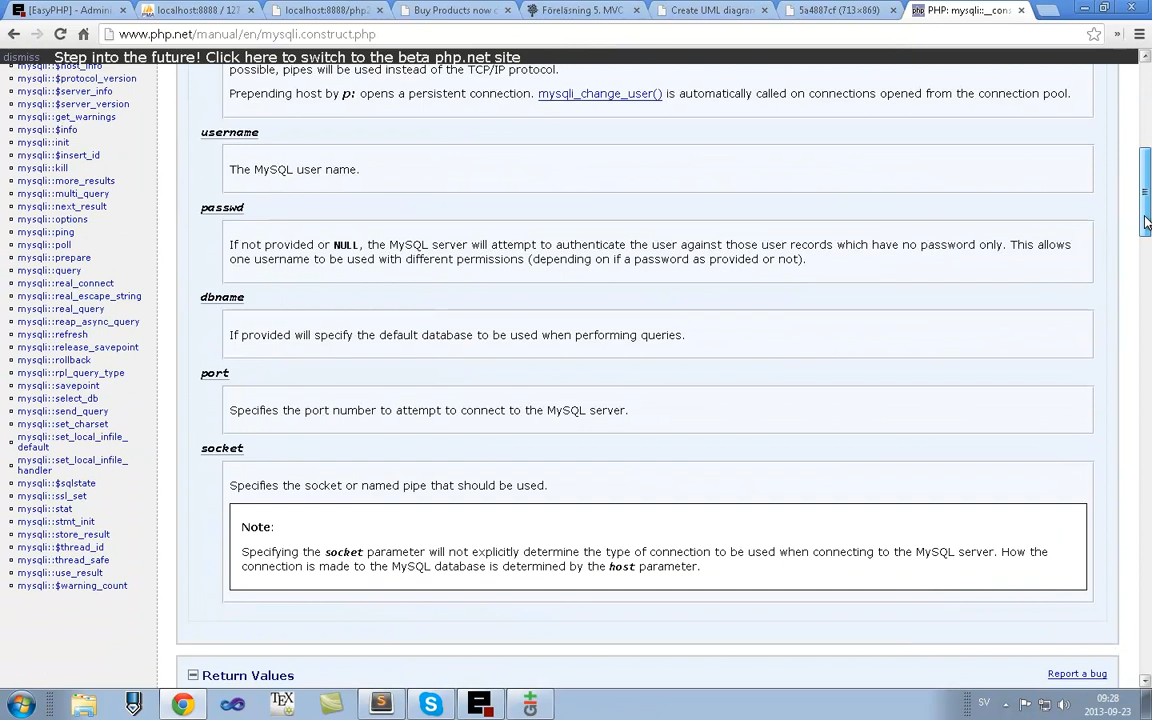 [EasyPHP] - Admini
localhost:8888 / 127
localhost:8888/php2
Buy Products now o
Föreläsning 5. MVC
Create UML diagram
5a4887cf (713×869)
PHP: mysqli::__cons
www.php.net/manual/en/mysqli.construct.php
dismiss Step into the future! Click here to switch to the beta php.net site
mysqli::$host_info
mysqli::$protocol_version
mysqli::$server_info
mysqli::$server_version
mysqli::get_warnings
mysqli::$info
mysqli::init
mysqli::$insert_id
mysqli::kill
mysqli::more_results
mysqli::multi_query
mysqli::next_result
mysqli::options
mysqli::ping
mysqli::poll
mysqli::prepare
mysqli::query
mysqli::real_connect
mysqli::real_escape_string
mysqli::real_query
mysqli::reap_async_query
mysqli::refresh
mysqli::release_savepoint
mysqli::rollback
mysqli::rpl_query_type
mysqli::savepoint
mysqli::select_db
mysqli::send_query
mysqli::set_charset
mysqli::set_local_infile_
default
mysqli::set_local_infile_
handler
mysqli::$sqlstate
mysqli::ssl_set
mysqli::stat
mysqli::stmt_init
mysqli::store_result
mysqli::$thread_id
mysqli::thread_safe
mysqli::use_result
mysqli::$warning_count
possible, pipes will be used instead of the TCP/IP protocol.
Prepending host by p: opens a persistent connection. mysqli_change_user() is automatically called on connections opened from the connection pool.
username
The MySQL user name.
passwd
If not provided or NULL, the MySQL server will attempt to authenticate the user against those user records which have no password only. This allows
one username to be used with different permissions (depending on if a password as provided or not).
dbname
If provided will specify the default database to be used when performing queries.
port
Specifies the port number to attempt to connect to the MySQL server.
socket
Specifies the socket or named pipe that should be used.
Note:
Specifying the socket parameter will not explicitly determine the type of connection to be used when connecting to the MySQL server. How the
connection is made to the MySQL database is determined by the host parameter.
Return Values
Report a bug
SV
09:28
2013-09-23